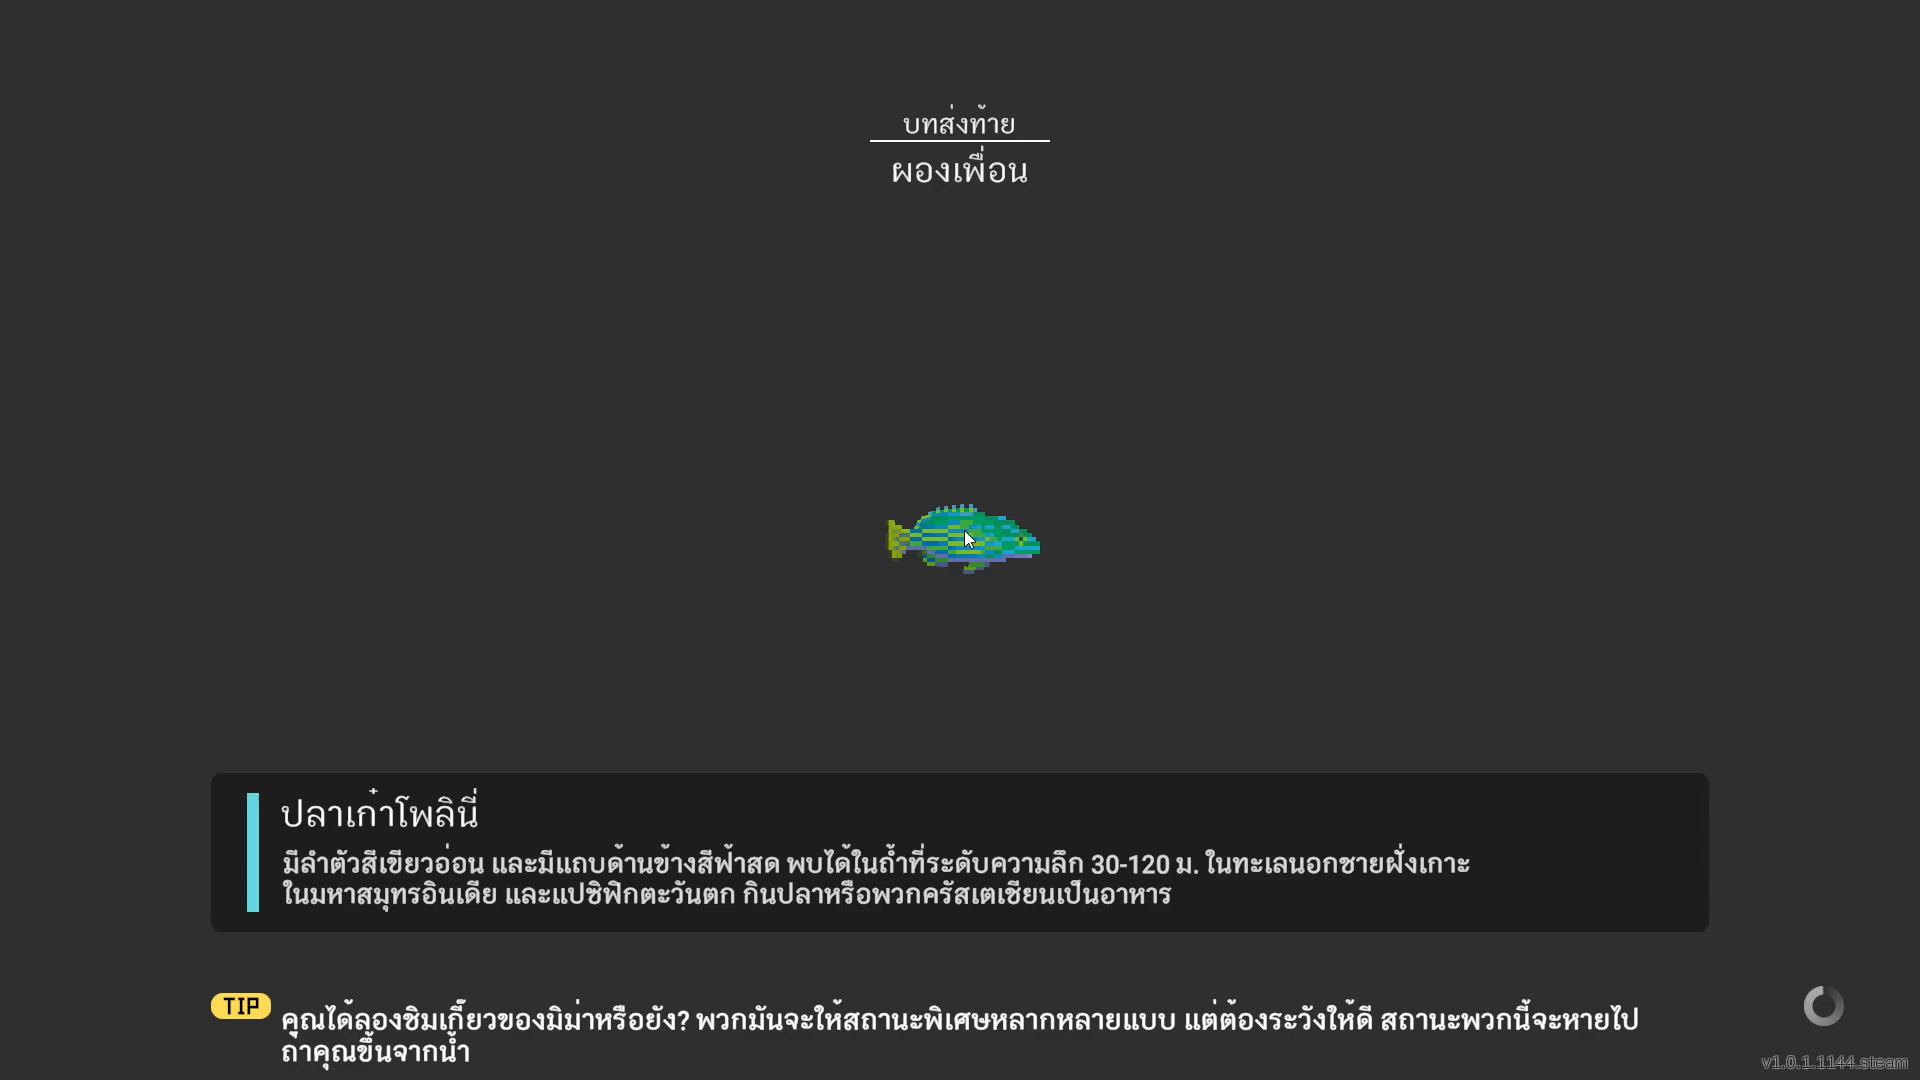 บทส่งท้าย
ผองเพื่อน
ปลาเก๋าโพลินี่
มีลำตัวสีเขียวอ่อน และมีแถบด้านข้างสีฟ้าสด พบได้ในถ้ำที่ระดับความลึก 30-120 ม. ในทะเลนอกชายฝั่งเกาะ
ในมหาสมุทรอินเดีย และแปซิฟิกตะวันตก กินปลาหรือพวกครัสเตเชียนเป็นอาหาร
TIP
คุณได้ลองชิมเกี๊ยวของมิม่าหรือยัง? พวกมันจะให้สถานะพิเศษหลากหลายแบบ แต่ต้องระวังให้ดี สถานะพวกนี้จะหายไป
ถ้าคุณขึ้นจากน้ำ
v1.0.1.1144.steam